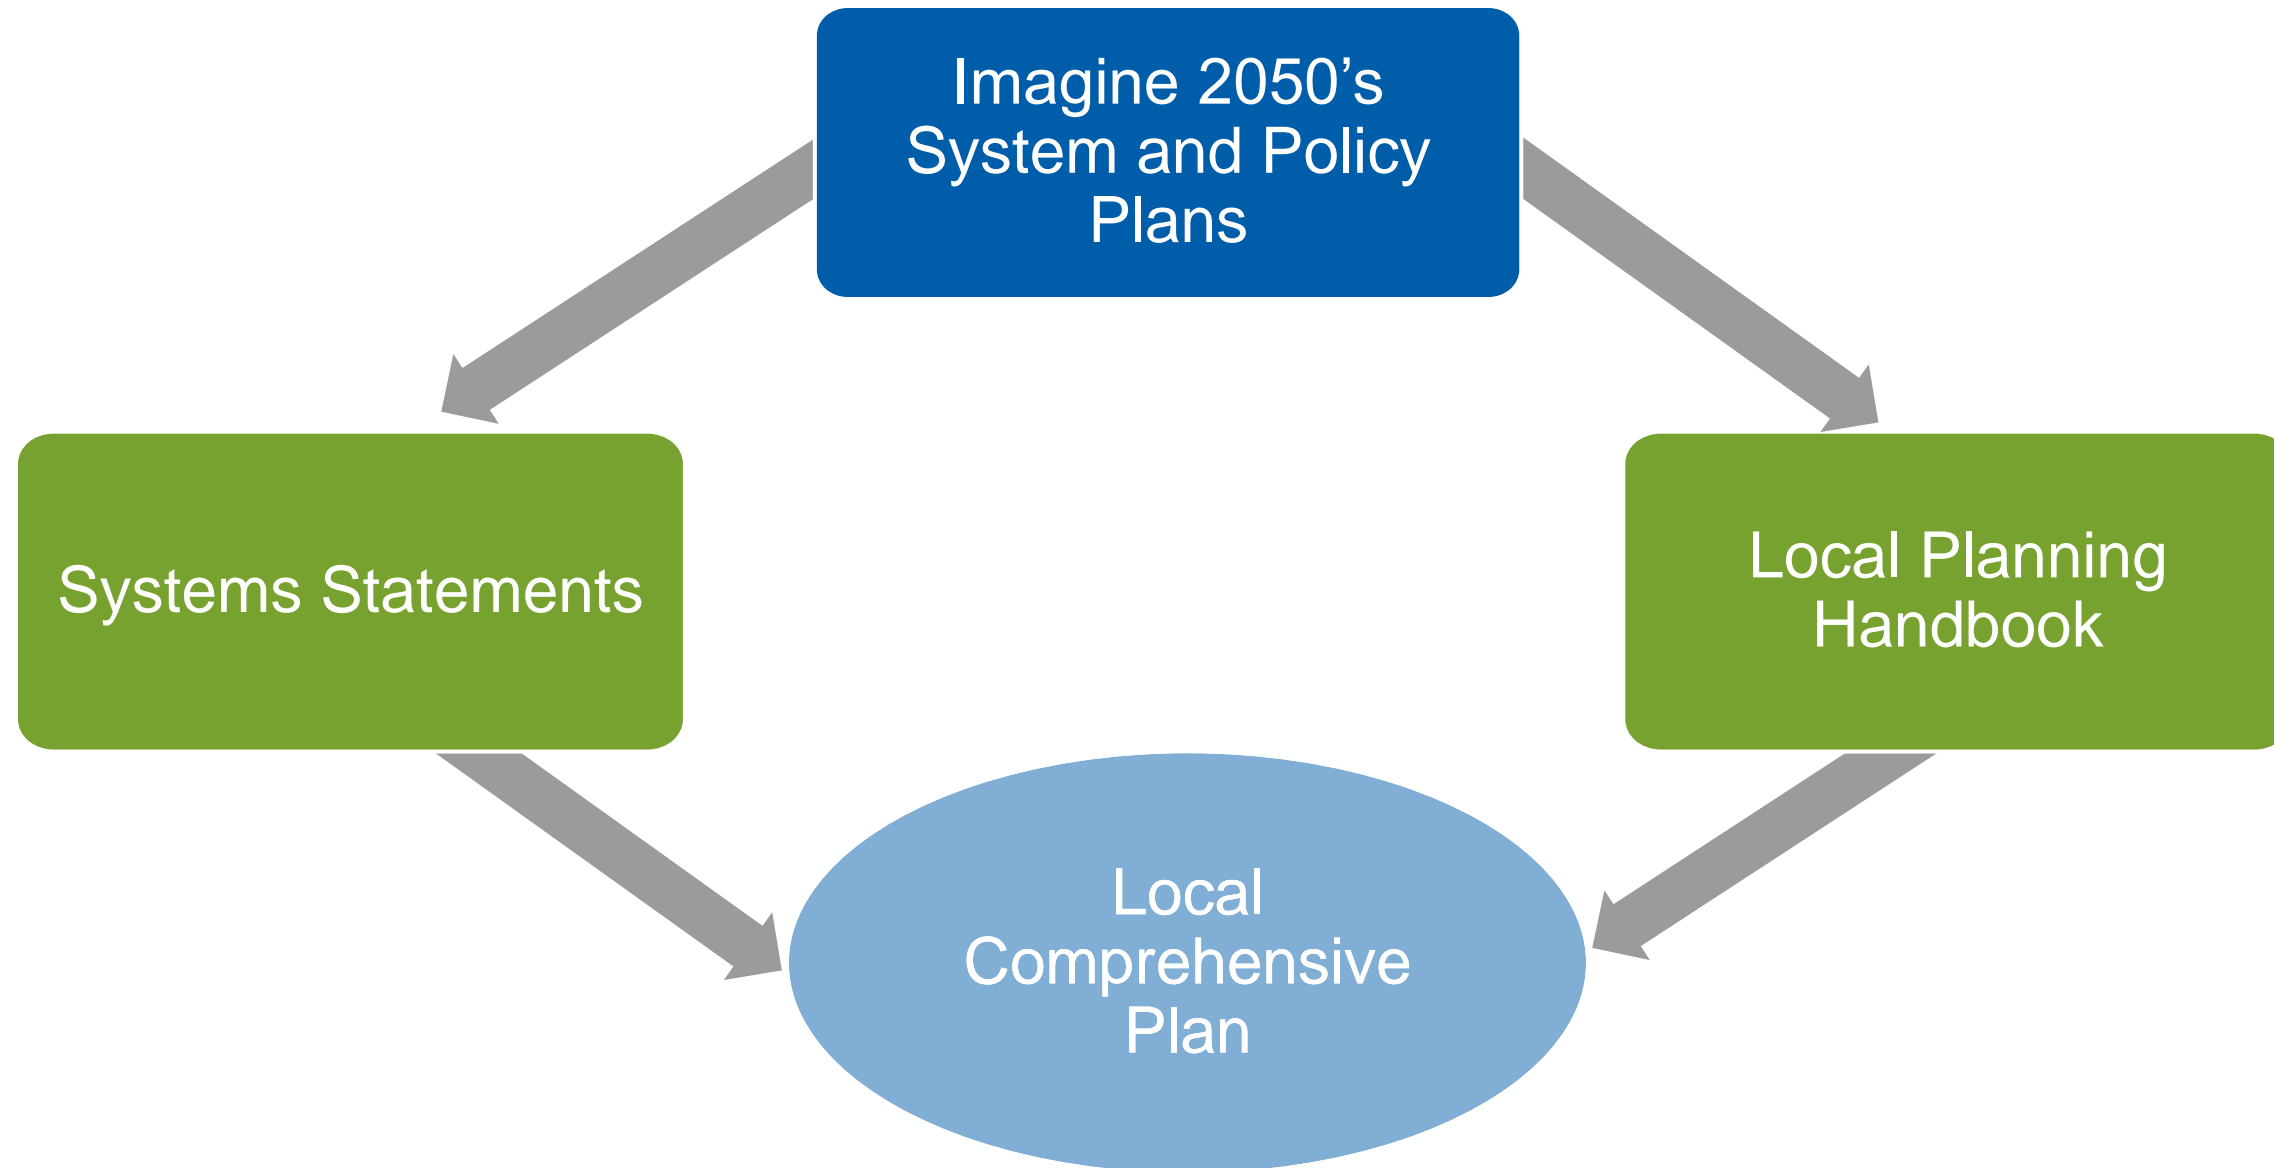 Imagine 2050’s
System and Policy
Plans
Systems Statements
Local Planning
Handbook
Local
Comprehensive
Plan